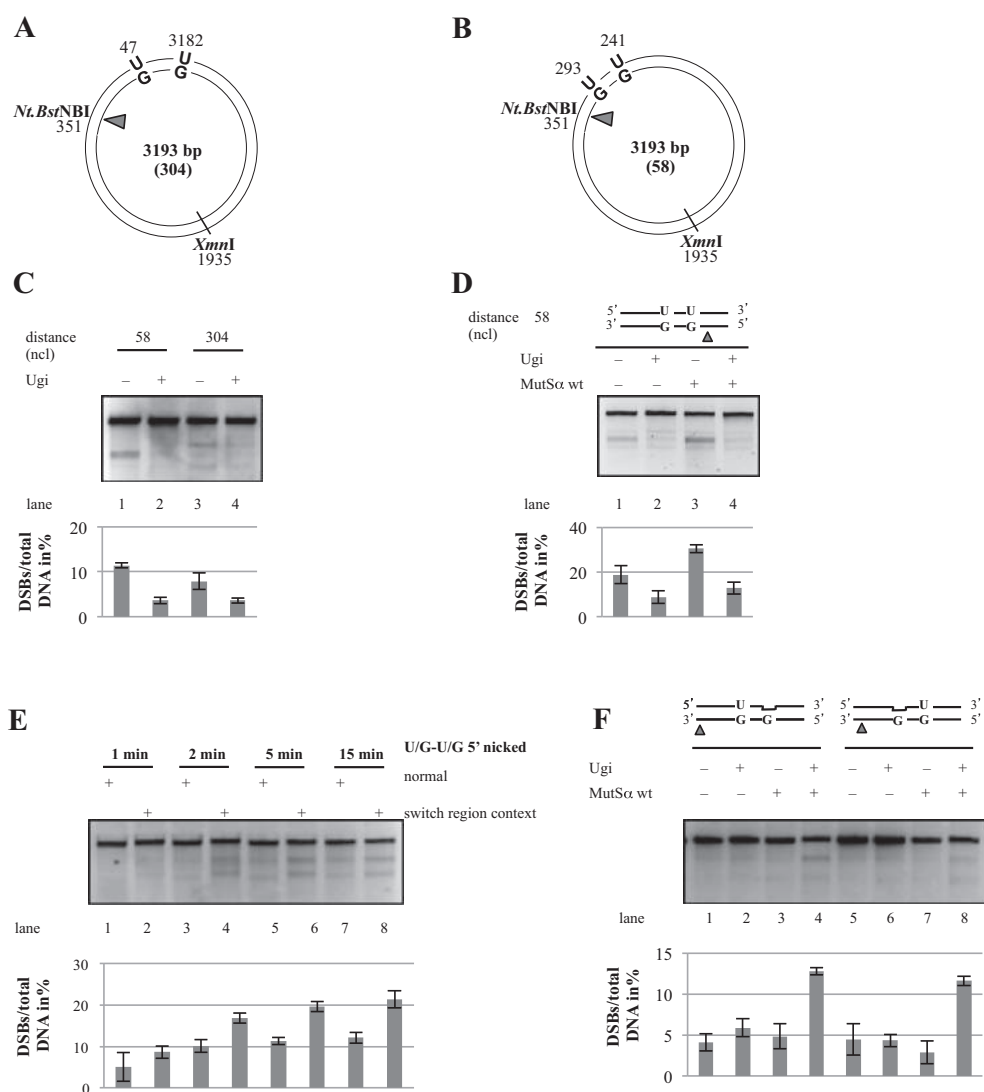 A
47
3182
U
U
G
G
Nt.BstNBI
351
3193 bp
(304)
XmnI
1935
B
241
293
U
U
G
G
Nt.BstNBI
351
3193 bp
(58)
XmnI
1935
C
distance
(ncl)
58
304
Ugi
–
+
–
+
lane
1
2
3
4
DSBs/total
DNA in%
20
10
0
D
distance
(ncl)
58
5’
U
U
3’
3’
G
G
5’
Ugi
–
+
–
+
MutSα wt
–
–
+
+
lane
1
2
3
4
DSBs/total
DNA in%
40
20
0
E
1 min
2 min
5 min
15 min
U/G-U/G 5’ nicked
+
+
+
+
normal
+
+
+
+
switch region context
lane
1
2
3
4
5
6
7
8
DSBs/total
DNA in%
30
20
10
0
F
5’
U
3’
3’
G
G
5’
5’
U
3’
3’
G
G
5’
Ugi
–
+
–
+
–
+
–
+
MutSα wt
–
–
+
+
–
–
+
+
lane
1
2
3
4
5
6
7
8
DSBs/total
DNA in%
15
10
5
0